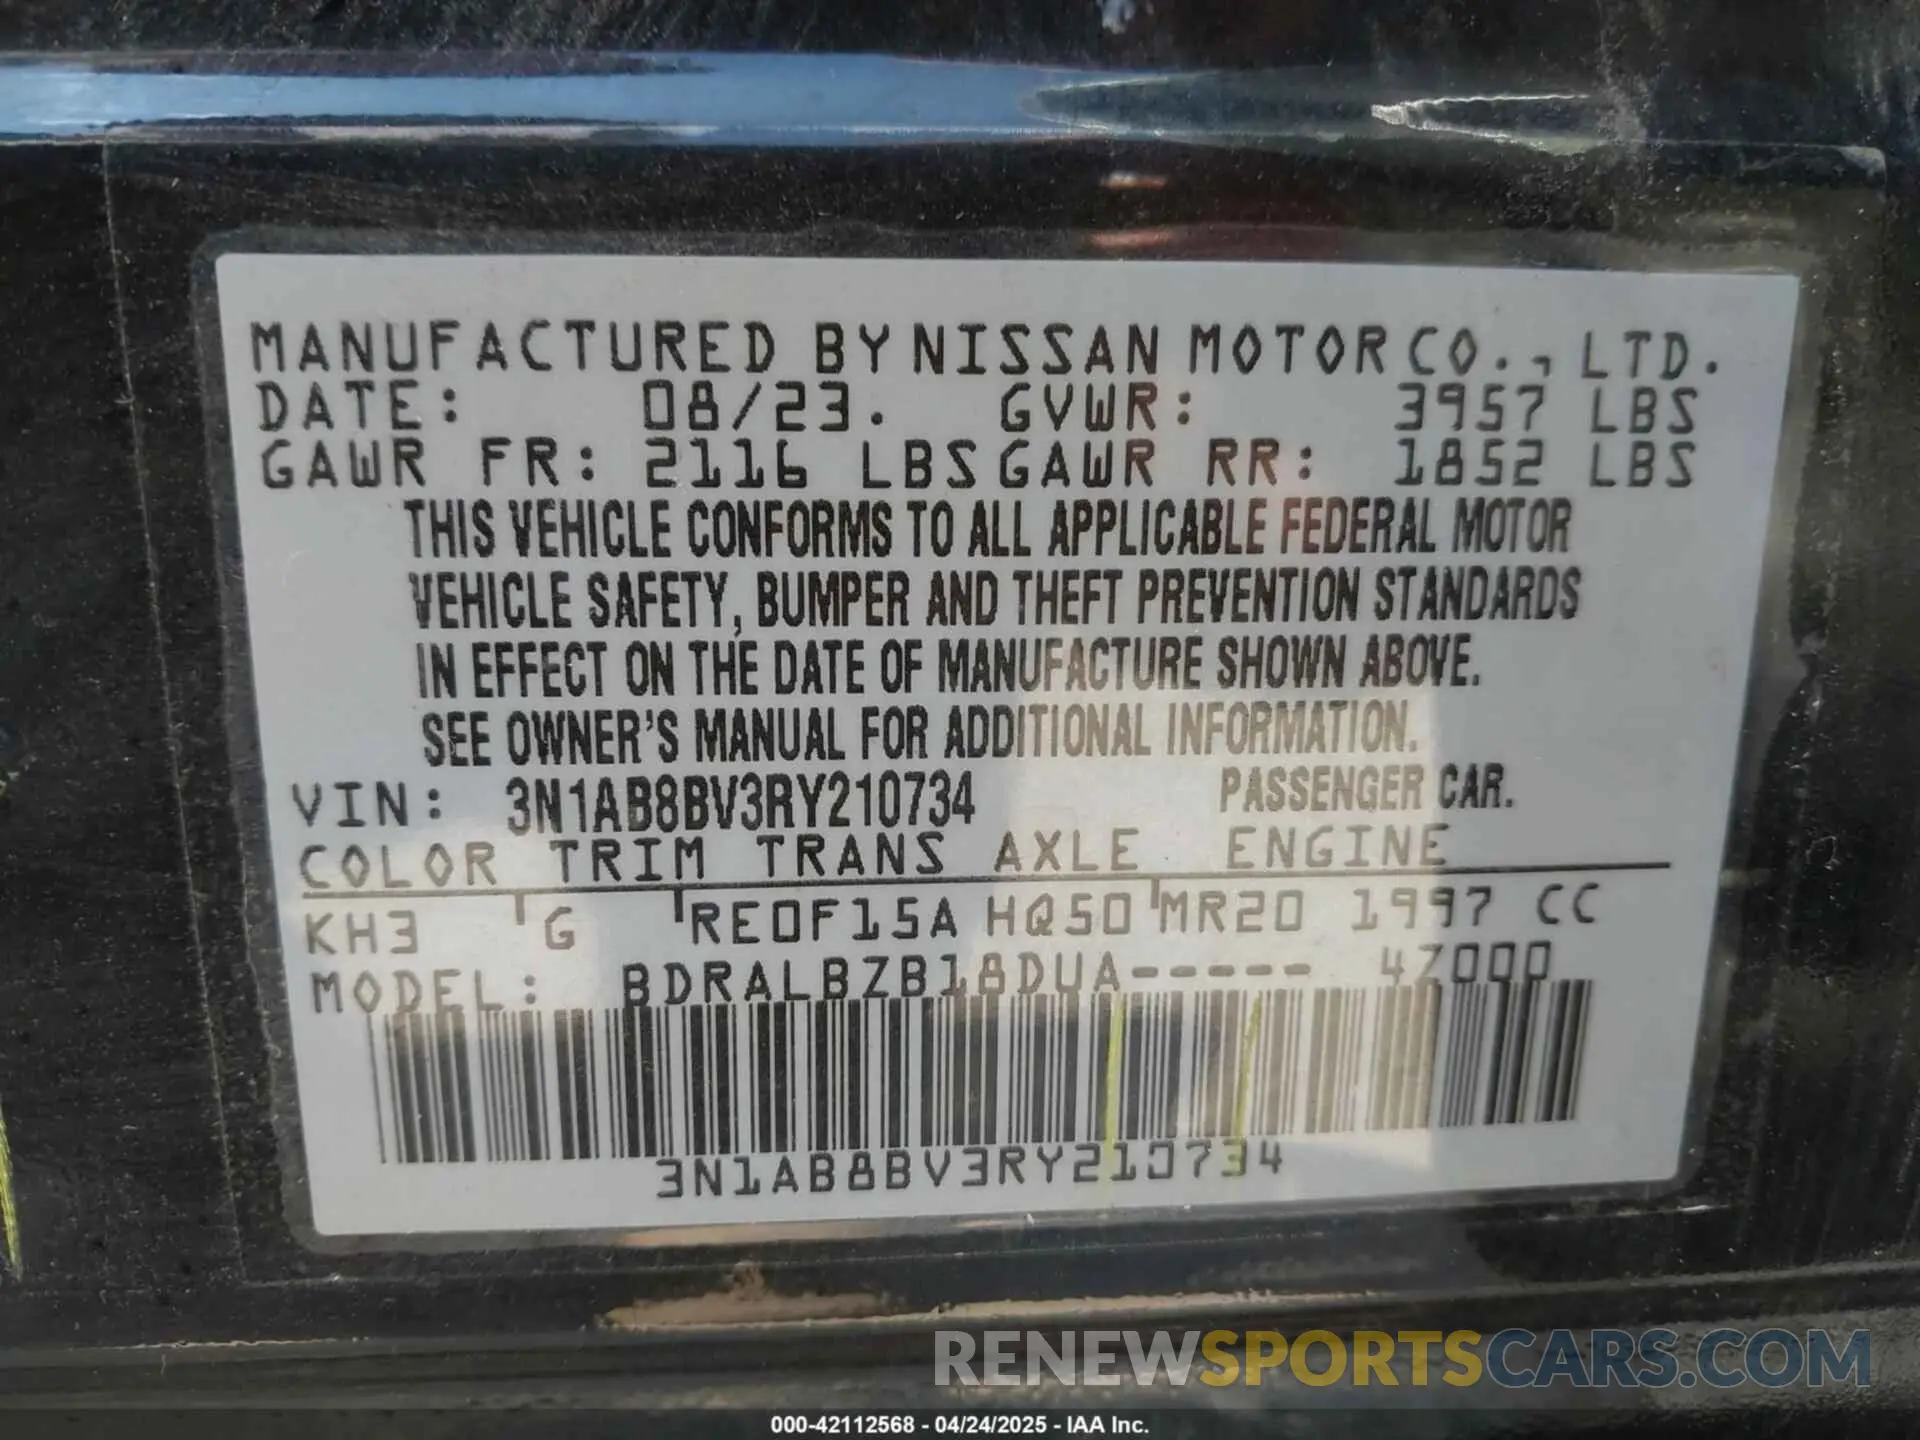 MANUFACTURED BY NISSAN MOTOR CO., LTD.
DATE: 08/23. GVWR: 3957 LBS
GAWR FR: 2116 LBS GAWR RR: 1852 LBS
THIS VEHICLE CONFORMS TO ALL APPLICABLE FEDERAL MOTOR
VEHICLE SAFETY, BUMPER AND THEFT PREVENTION STANDARDS
IN EFFECT ON THE DATE OF MANUFACTURE SHOWN ABOVE.
SEE OWNER'S MANUAL FOR ADDITIONAL INFORMATION.
VIN: 3N1AB8BV3RY210734 PASSENGER CAR.
COLOR TRIM TRANS AXLE ENGINE
KH3 G RE0F15A HQ50 MR20 1997 CC
MODEL: BDRALBZB18DUA----- 4Z000
3N1AB8BV3RY210734
RENEWSPORTSCARS.COM
000-42112568 - 04/24/2025 - IAA Inc.